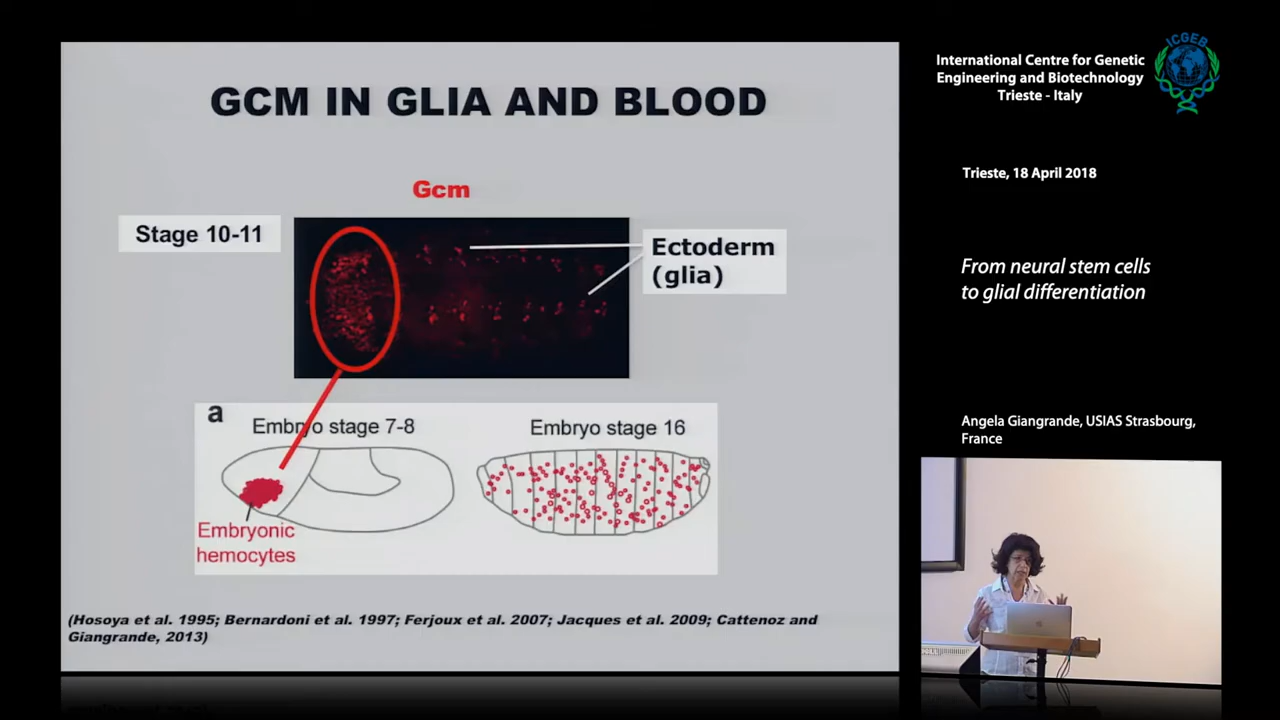 GCM IN GLIA AND BLOOD
Gcm
Stage 10-11
Ectoderm
(glia)
a
Embryo stage 7-8
Embryo stage 16
Embryonic
hemocytes
(Hosoya et al. 1995; Bernardoni et al. 1997; Ferjoux et al. 2007; Jacques et al. 2009; Cattenoz and
Giangrande, 2013)
International Centre for Genetic
Engineering and Biotechnology
Trieste - Italy
ICGEB
Trieste, 18 April 2018
From neural stem cells
to glial differentiation
Angela Giangrande, USIAS Strasbourg,
France